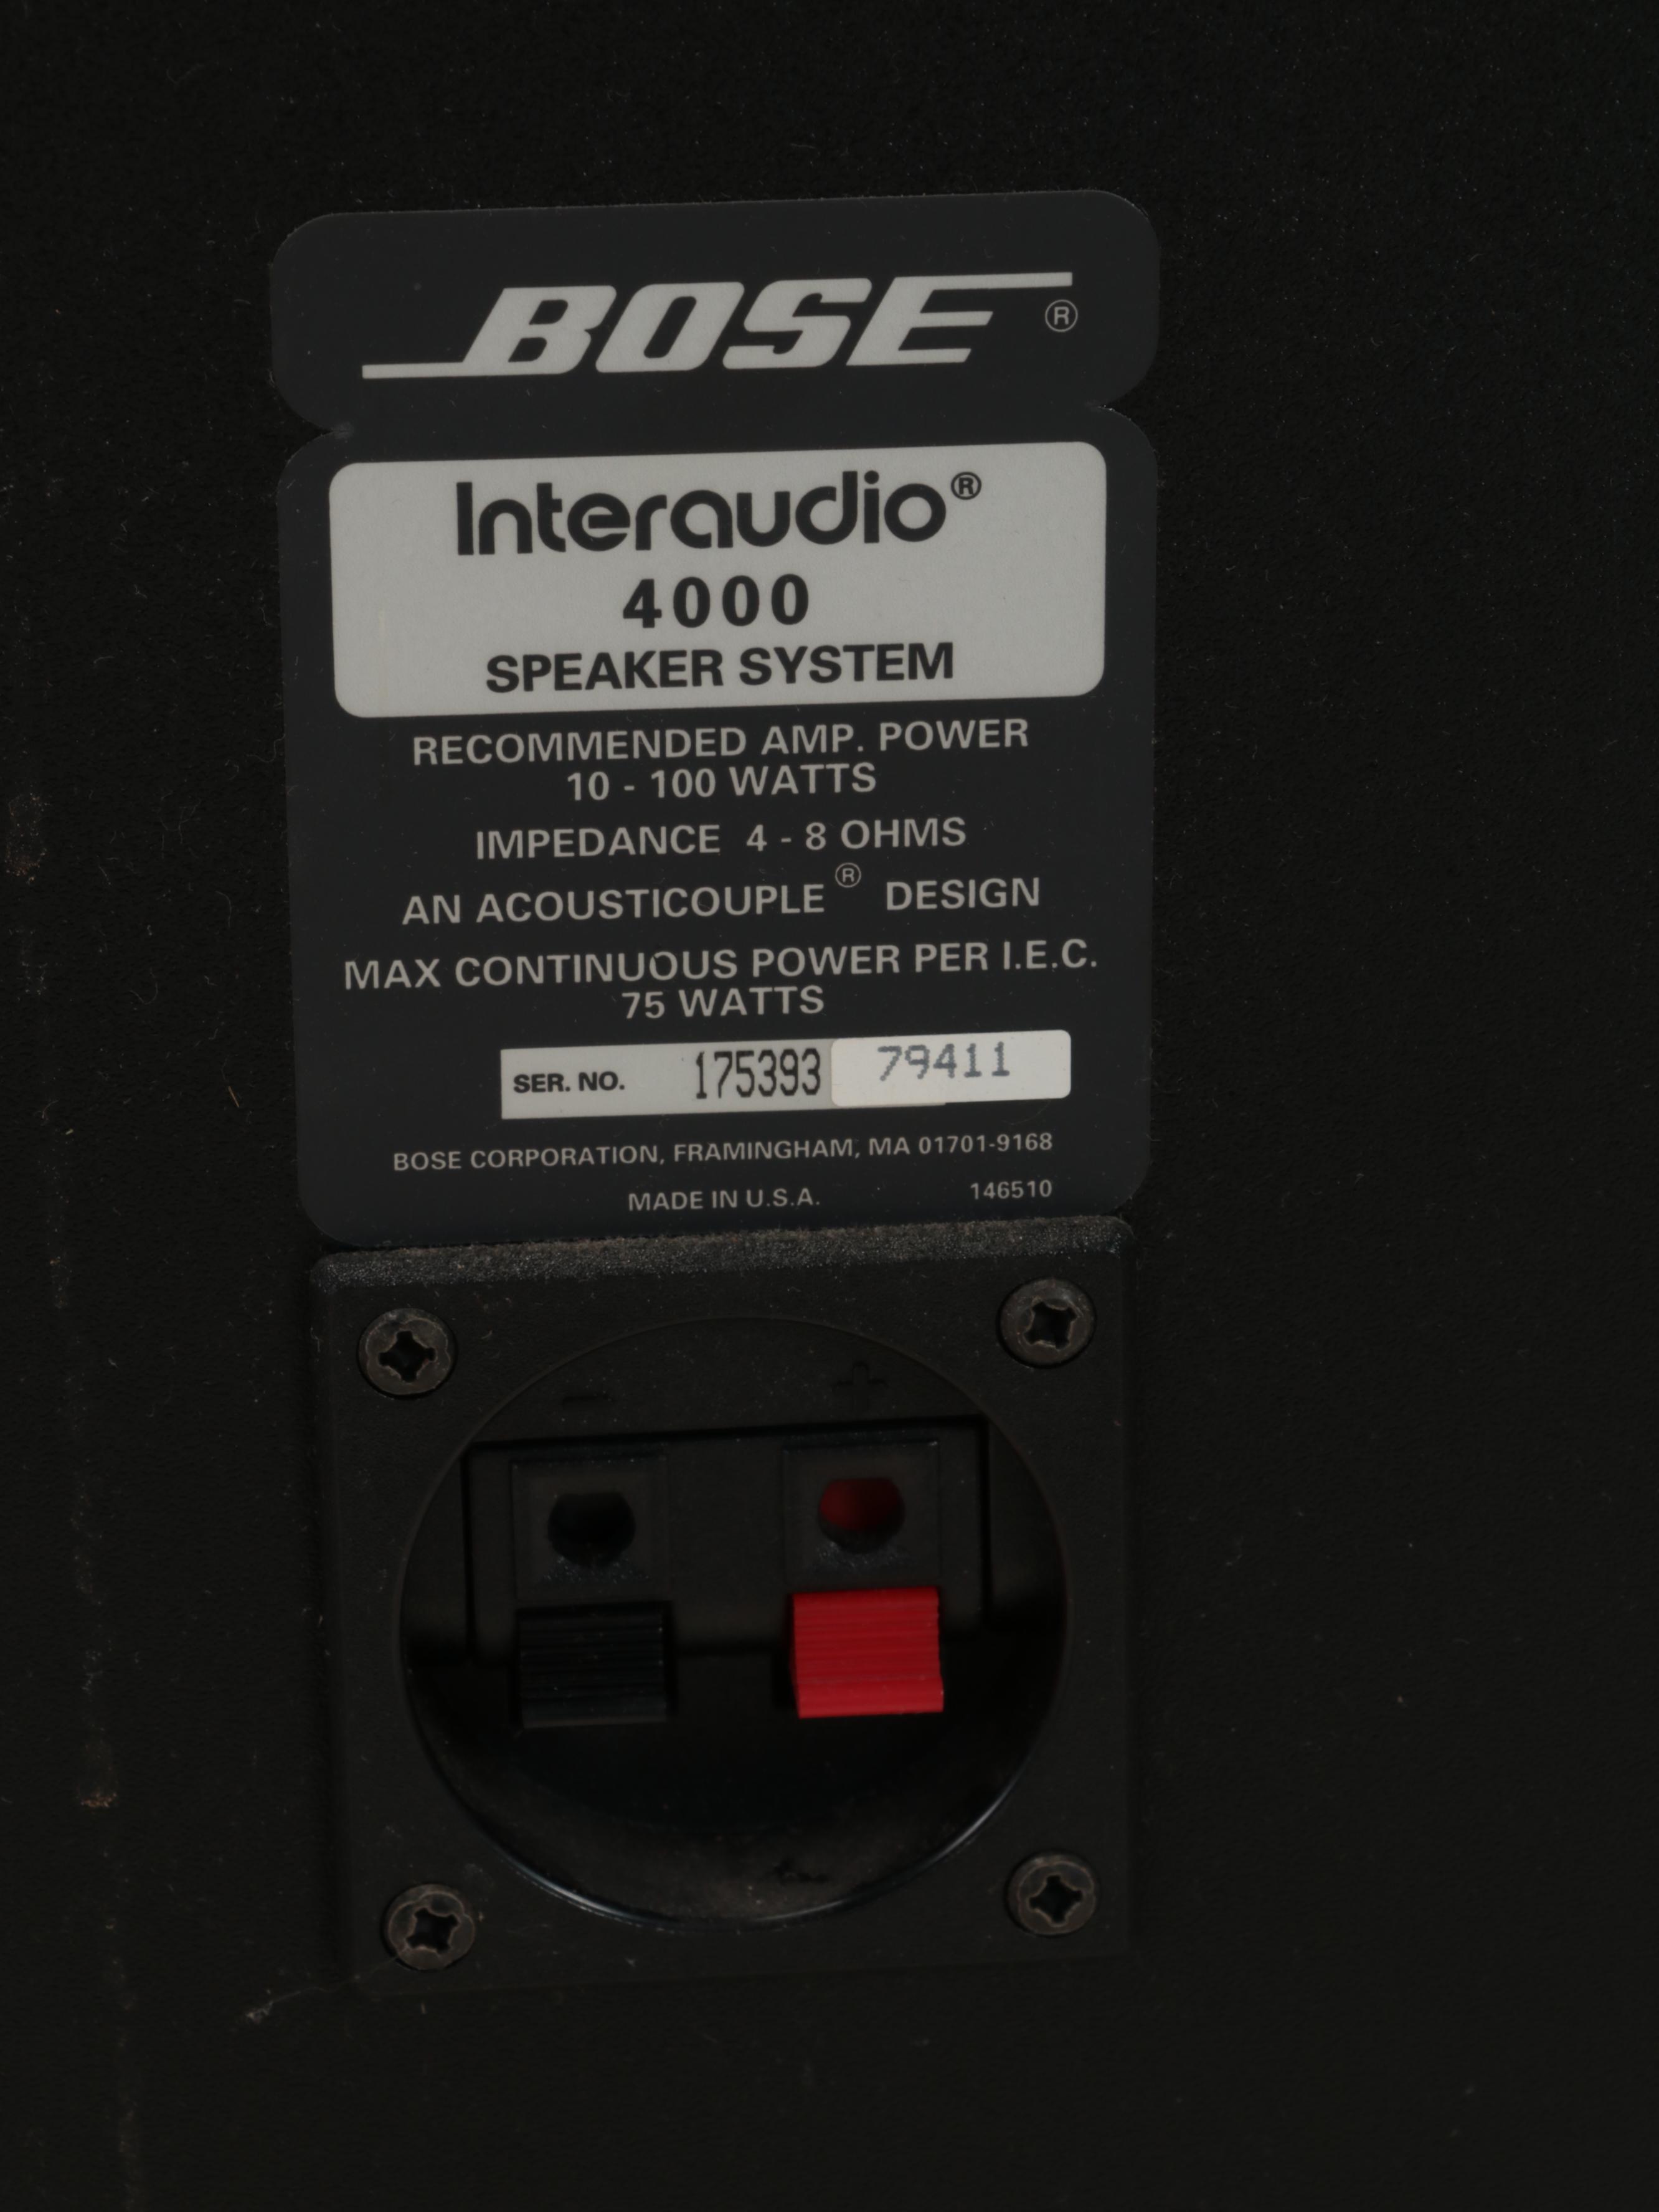 BOSE®
Interaudio®
4000
SPEAKER SYSTEM
RECOMMENDED AMP. POWER
10 - 100 WATTS
IMPEDANCE 4 - 8 OHMS
AN ACOUSTICOUPLE® DESIGN
MAX CONTINUOUS POWER PER I.E.C.
75 WATTS
SER. NO. 175393 79411
BOSE CORPORATION, FRAMINGHAM, MA 01701-9168
MADE IN U.S.A. 146510
- +